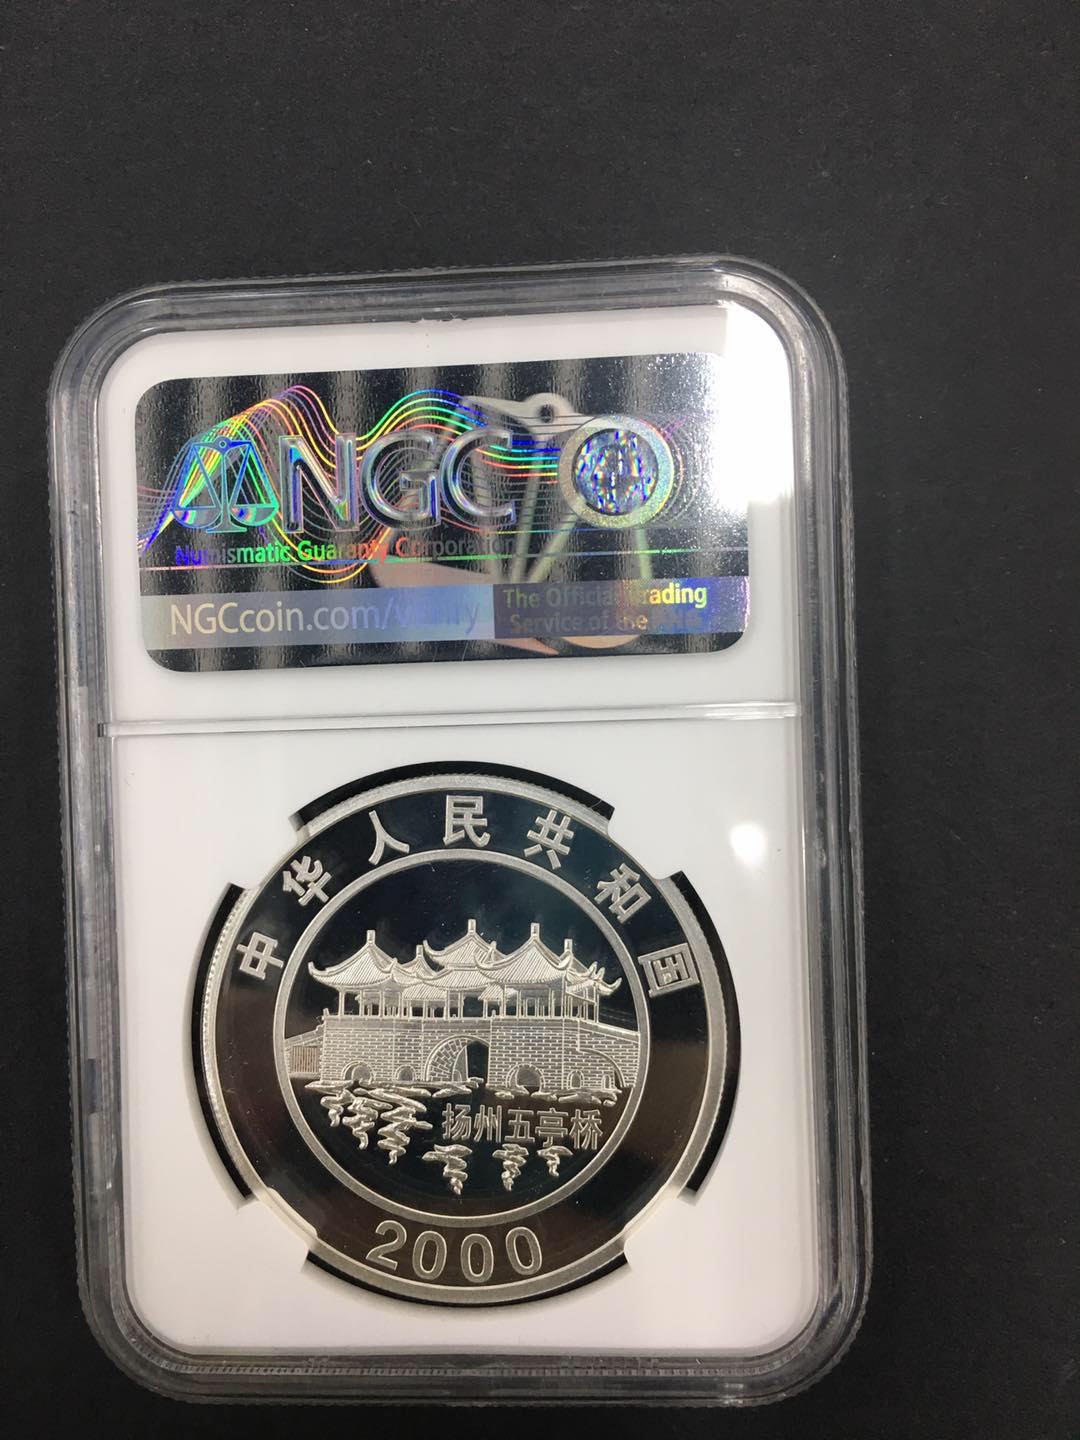 NGC
Numismatic Guaranty Corporation
NGCcoin.com/verify
The Official Grading
Service of the
中华人民共和国
扬州五亭桥
2000